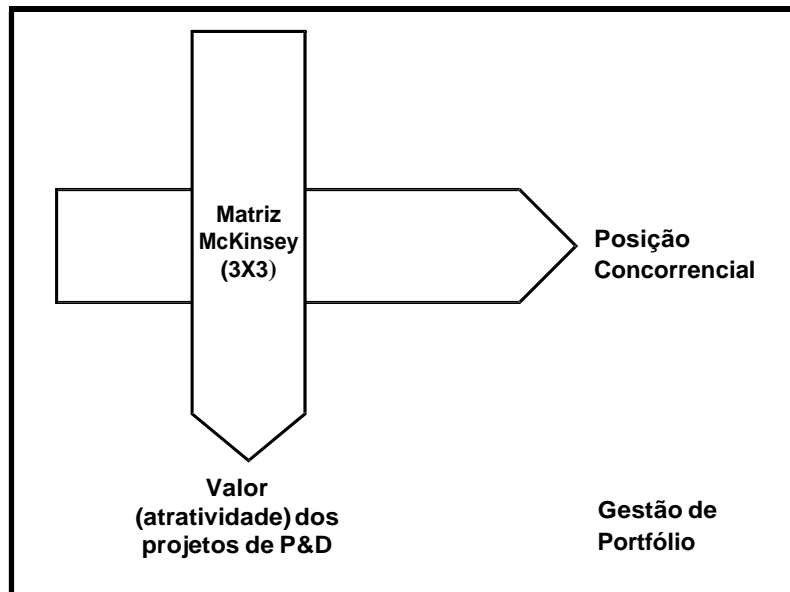 Matriz
McKinsey
(3X3)
Posição
Concorrencial
Valor
(atratividade) dos
projetos de P&D
Gestão de
Portfólio